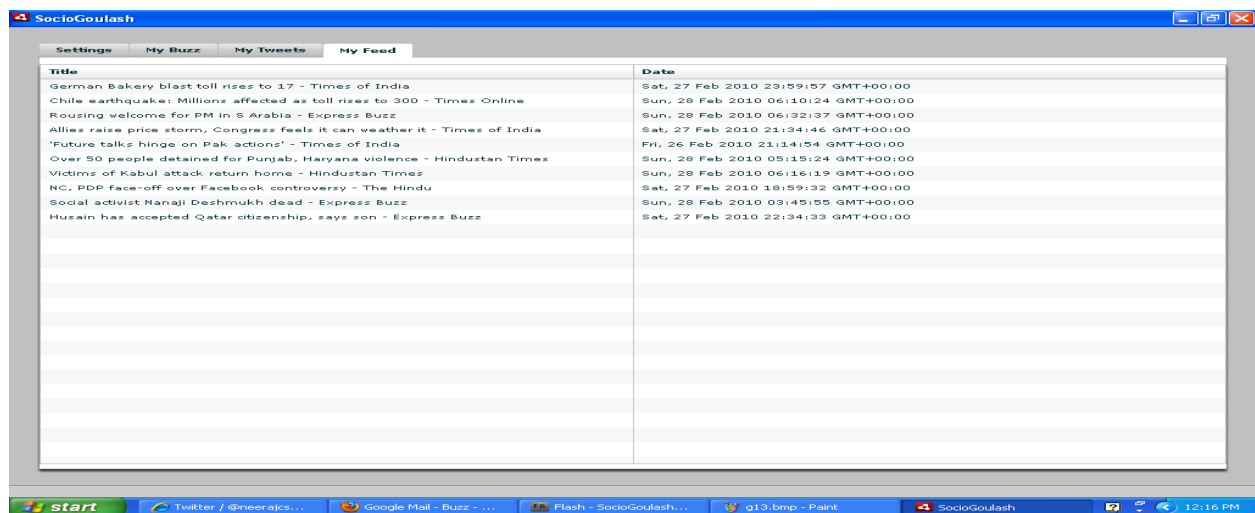 SocioGoulash
Settings My Buzz My Tweets My Feed
Title Date
German Bakery blast toll rises to 17 - Times of India Sat, 27 Feb 2010 23:59:57 GMT+00:00
Chile earthquake: Millions affected as toll rises to 300 - Times Online Sun, 28 Feb 2010 06:10:24 GMT+00:00
Rousing welcome for PM in S Arabia - Express Buzz Sun, 28 Feb 2010 06:32:37 GMT+00:00
Allies raise price storm, Congress feels it can weather it - Times of India Sat, 27 Feb 2010 21:34:46 GMT+00:00
'Future talks hinge on Pak actions' - Times of India Fri, 26 Feb 2010 21:14:54 GMT+00:00
Over 50 people detained for Punjab, Haryana violence - Hindustan Times Sun, 28 Feb 2010 05:15:24 GMT+00:00
Victims of Kabul attack return home - Hindustan Times Sun, 28 Feb 2010 06:16:19 GMT+00:00
NC, PDP face-off over Facebook controversy - The Hindu Sat, 27 Feb 2010 18:59:32 GMT+00:00
Social activist Nanaji Deshmukh dead - Express Buzz Sun, 28 Feb 2010 03:45:55 GMT+00:00
Husain has accepted Qatar citizenship, says son - Express Buzz Sat, 27 Feb 2010 22:34:33 GMT+00:00
start Twitter / @neerajcs... Google Mail - Buzz - ... Flash - SocioGoulash... g13.bmp - Paint SocioGoulash 12:16 PM